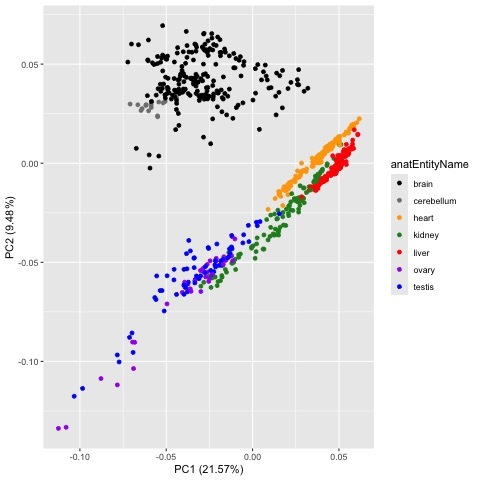 0.05
0.00
-0.05
-0.10
PC2 (9.48%)
-0.10
-0.05
0.00
0.05
PC1 (21.57%)
anatEntityName
brain
cerebellum
heart
kidney
liver
ovary
testis